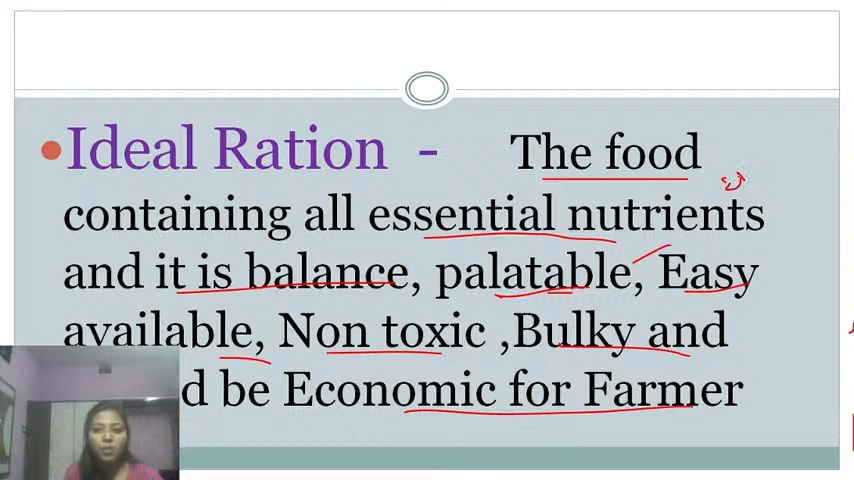 Ideal Ration - The food
containing all essential nutrients
and it is balance, palatable, Easy
available, Non toxic ,Bulky and
d be Economic for Farmer